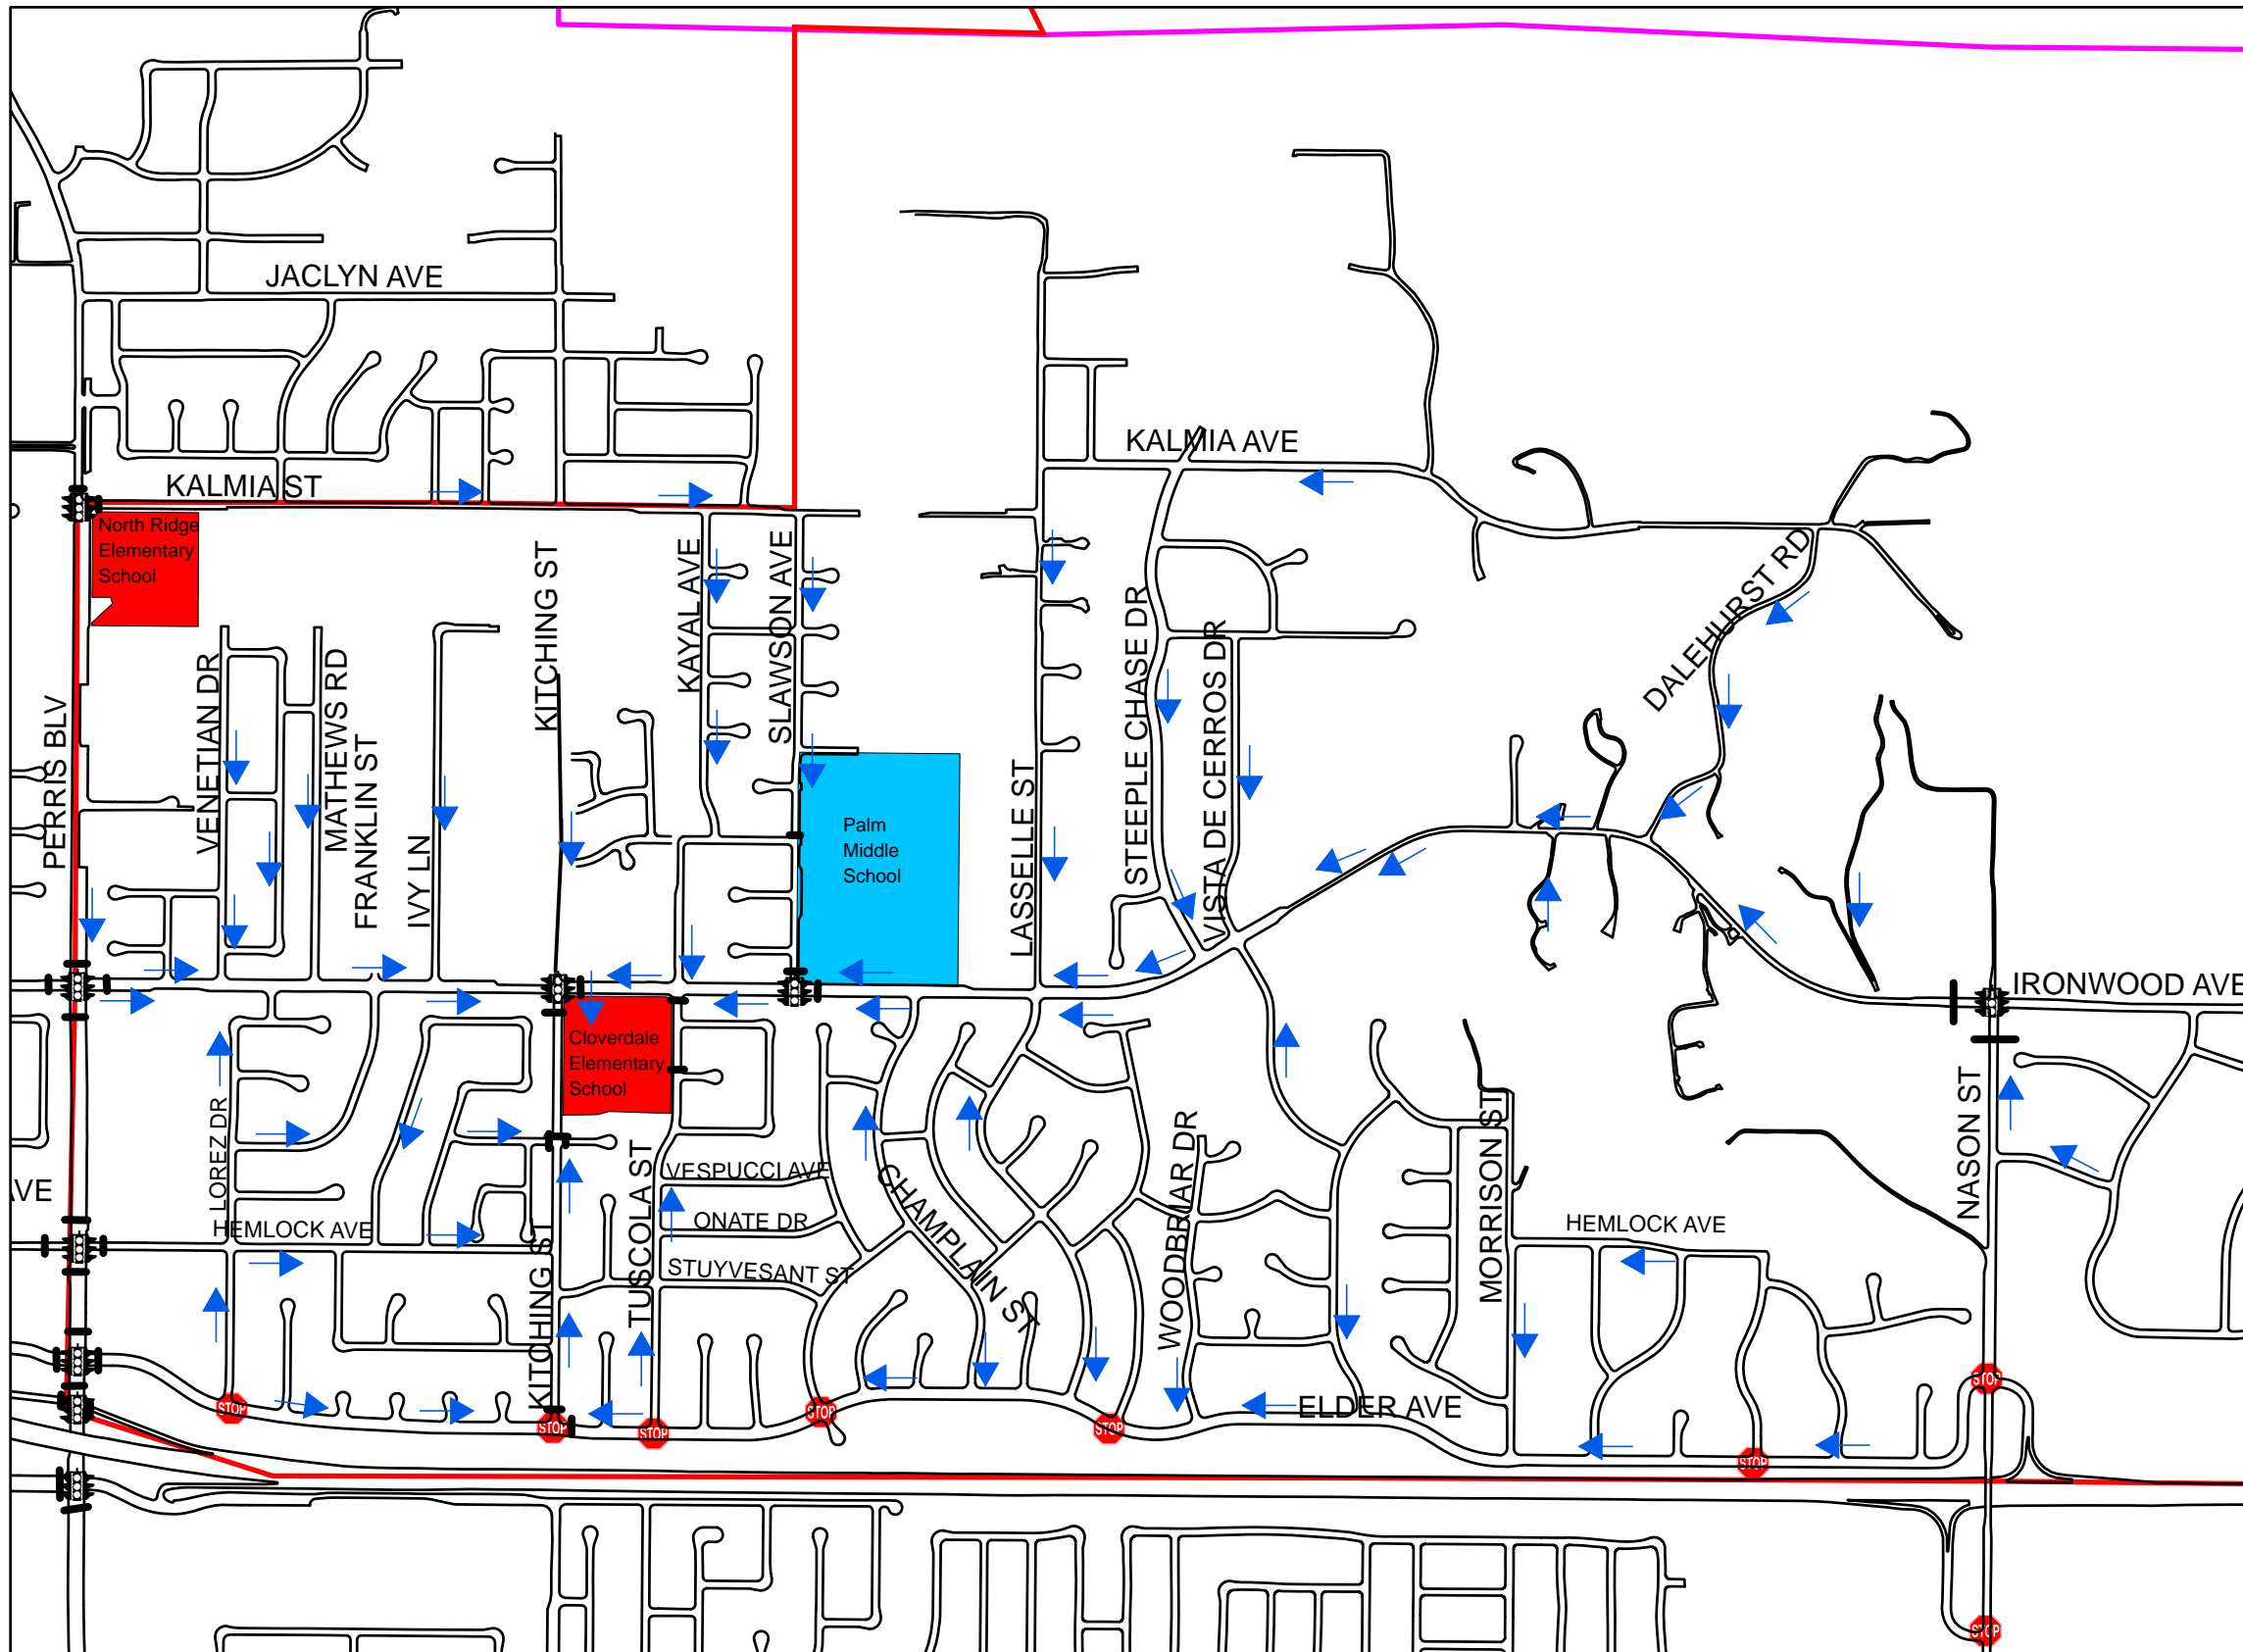 JACLYN AVE
KALMIA AVE
KALMIA ST
North Ridge
Elementary
School
KITCHING ST
KAYAL AVE
SLAWSON AVE
STEEPLE CHASE DR
VISTA DE CERROS DR
DALEHURST RD
PERRIS BLV
VENETIAN DR
MATHEWS RD
FRANKLIN ST
IVY LN
LASSELLE ST
Palm
Middle
School
IRONWOOD AVE
Cloverdale
Elementary
School
LOREZ DR
TUSCOLA ST
VESPUCCI AVE
ONATE DR
STUYVESANT ST
CHAMPLAIN ST
WOODBRIAR DR
MORRISON ST
NASON ST
AVE
HEMLOCK AVE
HEMLOCK AVE
KITCHING ST
ELDER AVE
STOP
STOP
STOP
STOP
STOP
STOP
STOP
STOP